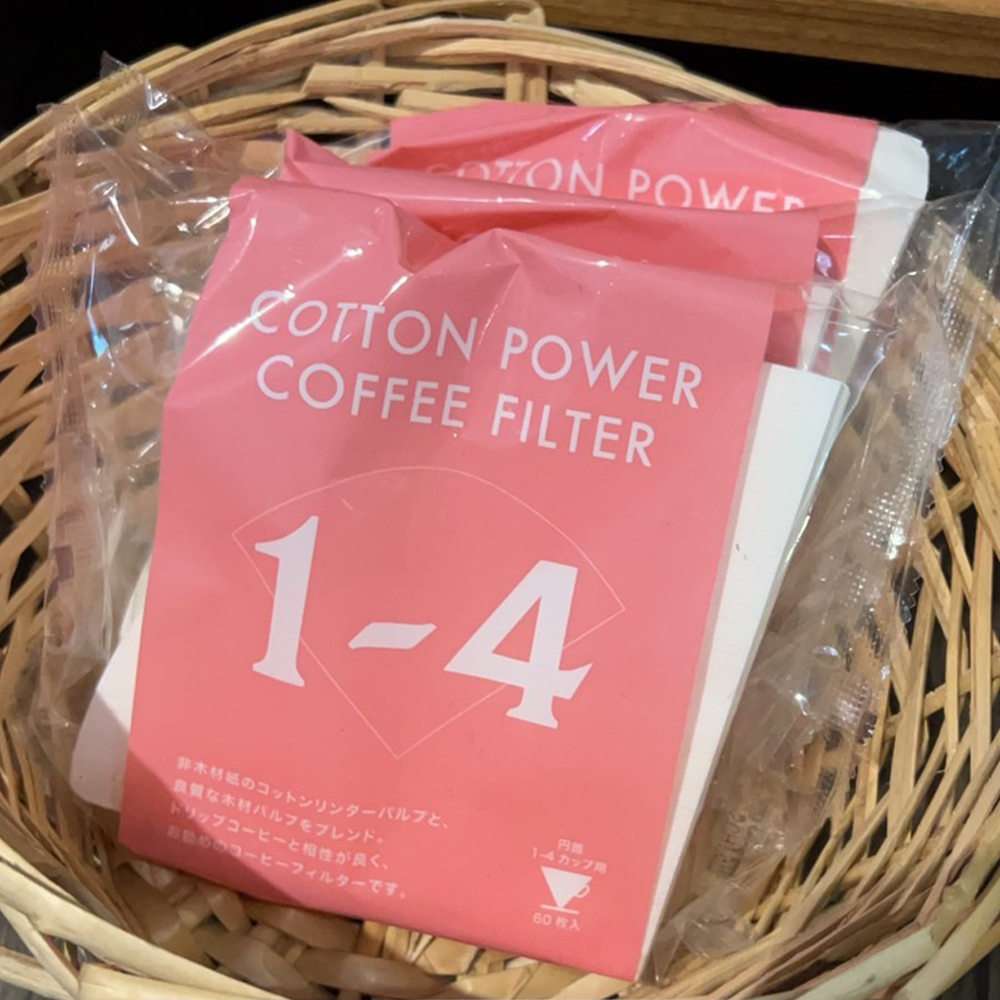 COTTON POWER
COTTON POWER
COFFEE FILTER
1-4
非木材紙のコットンリンターパルプと、
良質な木材パルプをブレンド。
ドリップコーヒーと相性が良く、
お勧めのコーヒーフィルターです。
円錐
1-4カップ用
60枚入